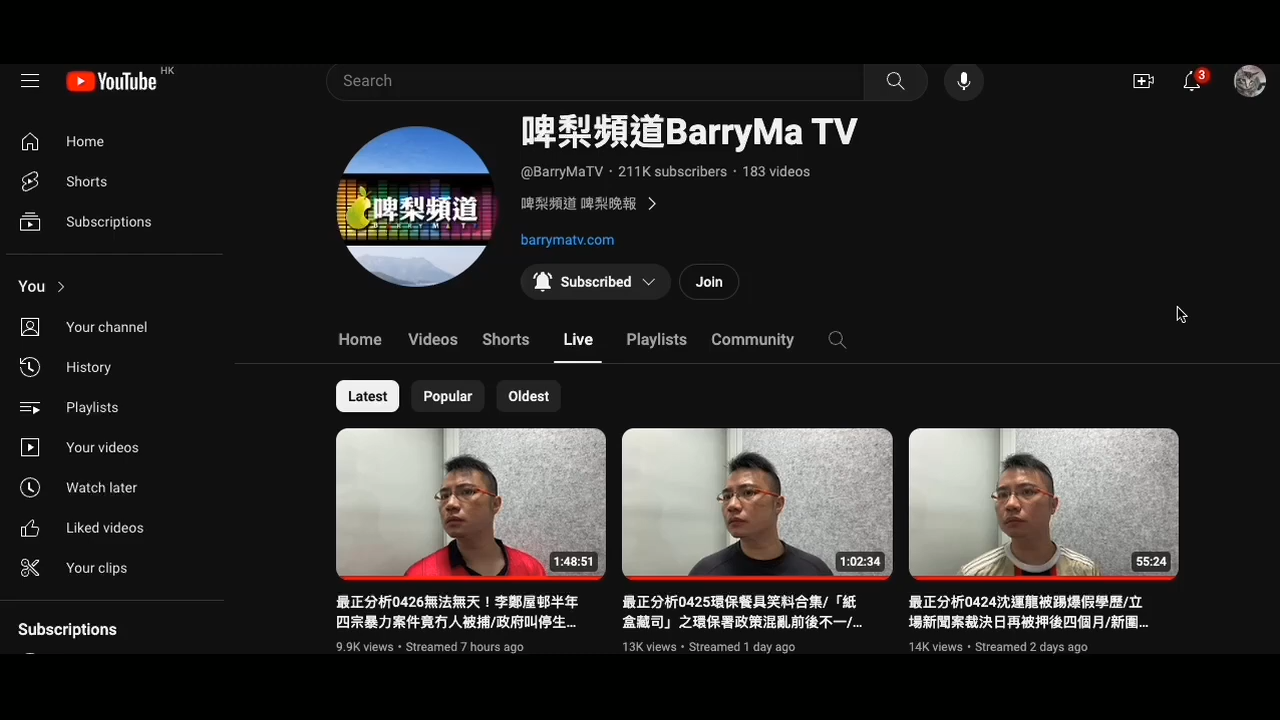 YouTube HK
Search
3
Home
Shorts
Subscriptions
You
Your channel
History
Playlists
Your videos
Watch later
Liked videos
Your clips
Subscriptions
啤梨頻道BarryMa TV
@BarryMaTV · 211K subscribers · 183 videos
啤梨頻道 啤梨晚報
barrymatv.com
Subscribed
Join
啤梨頻道
Home Videos Shorts Live Playlists Community
Latest Popular Oldest
1:48:51
最正分析0426無法無天！李鄭屋邨半年
四宗暴力案件竟冇人被捕/政府叫停生...
9.9K views • Streamed 7 hours ago
1:02:34
最正分析0425環保餐具笑料合集/「紙
盒藏司」之環保署政策混亂前後不一/...
13K views • Streamed 1 day ago
55:24
最正分析0424沈運龍被踢爆假學歷/立
場新聞案裁決日再被押後四個月/新圍...
14K views • Streamed 2 days ago